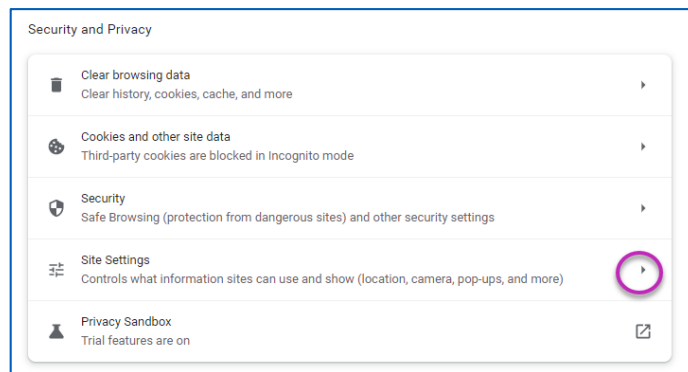 Security and Privacy
Clear browsing data
Clear history, cookies, cache, and more
Cookies and other site data
Third-party cookies are blocked in Incognito mode
Security
Safe Browsing (protection from dangerous sites) and other security settings
Site Settings
Controls what information sites can use and show (location, camera, pop-ups, and more)
Privacy Sandbox
Trial features are on